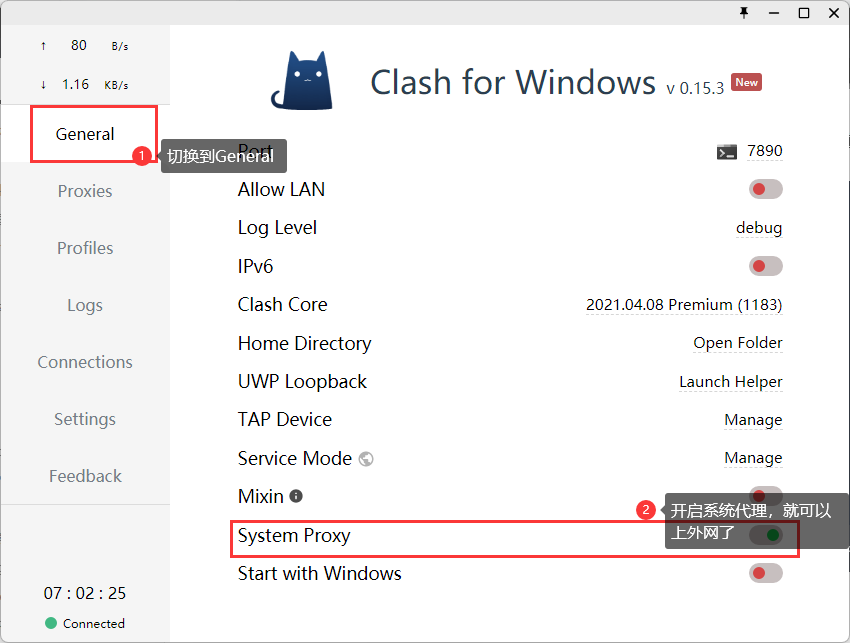 ↑ 80 B/s
↓ 1.16 KB/s
General
1 切换到General
Proxies
Profiles
Logs
Connections
Settings
Feedback
07 : 02 : 25
Connected
Clash for Windows v 0.15.3 New
Port 7890
Allow LAN
Log Level debug
IPv6
Clash Core 2021.04.08 Premium (1183)
Home Directory Open Folder
UWP Loopback Launch Helper
TAP Device Manage
Service Mode Manage
Mixin
2 开启系统代理，就可以
上外网了
System Proxy
Start with Windows